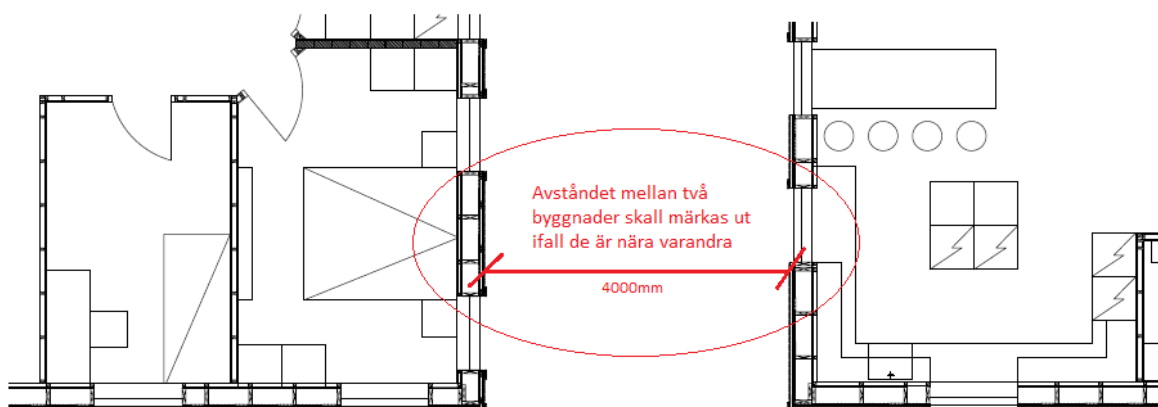 Avståndet mellan två
byggnader skall märkas ut
ifall de är nära varandra
4000mm